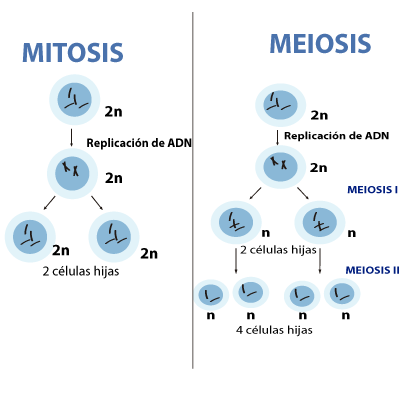 MITOSIS
2n
Replicación de ADN
2n
2n
2n
2 células hijas
MEIOSIS
2n
Replicación de ADN
2n
MEIOSIS I
n
n
2 células hijas
MEIOSIS II
n
n
n
n
4 células hijas